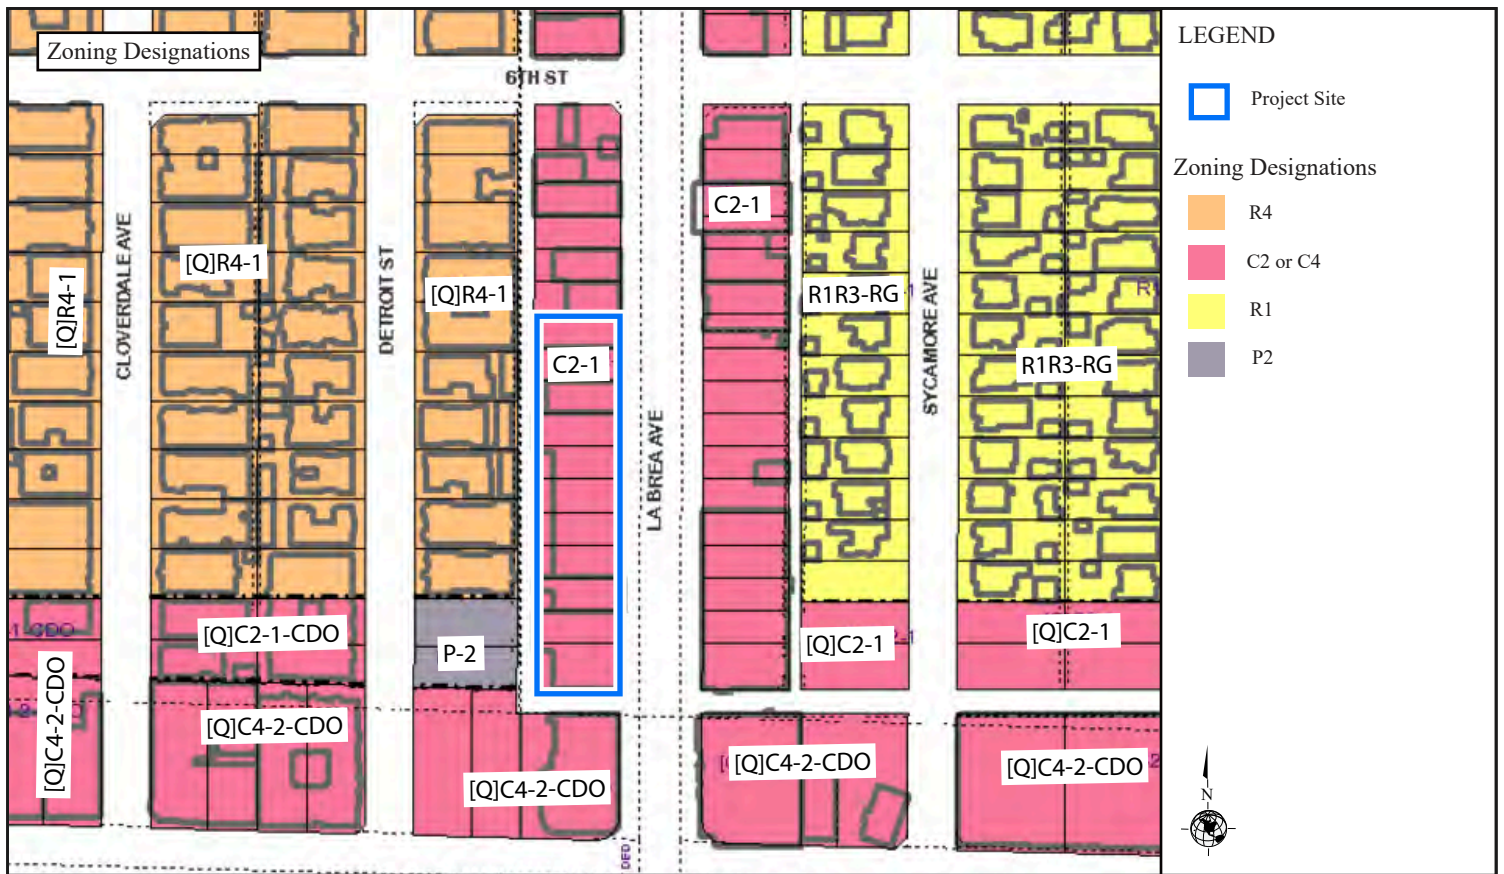 Zoning Designations
6TH ST
LEGEND
Project Site
Zoning Designations
R4
C2 or C4
R1
P2
N
CLOVERDALE AVE
DETROIT ST
LA BREA AVE
SYCAMORE AVE
[Q]R4-1
[Q]R4-1
[Q]R4-1
C2-1
C2-1
R1R3-RG
R1R3-RG
[Q]C2-1-CDO
P-2
[Q]C2-1
[Q]C2-1
[Q]C4-2-CDO
[Q]C4-2-CDO
[Q]C4-2-CDO
[Q]C4-2-CDO
[Q]C4-2-CDO
-1-CDO
DED